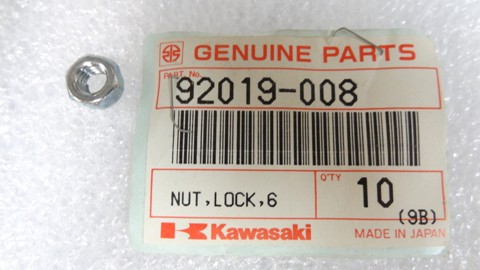 GENUINE PARTS
PART No.
92019-008
NUT,LOCK,6
Q'TY
10
(9B)
Kawasaki
MADE IN JAPAN